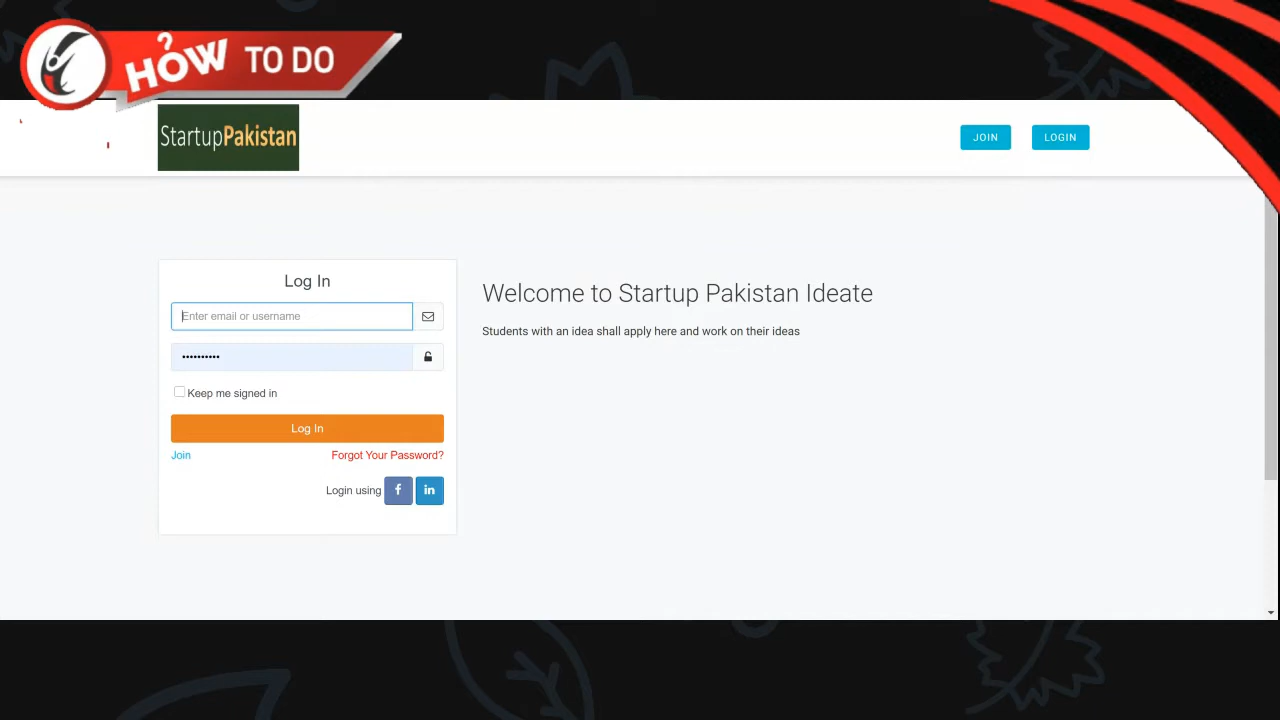 ? HOW TO DO
StartupPakistan
JOIN LOGIN
Log In
Enter email or username
Welcome to Startup Pakistan Ideate
Students with an idea shall apply here and work on their ideas
••••••••••
Keep me signed in
Log In
Join Forgot Your Password?
Login using f in